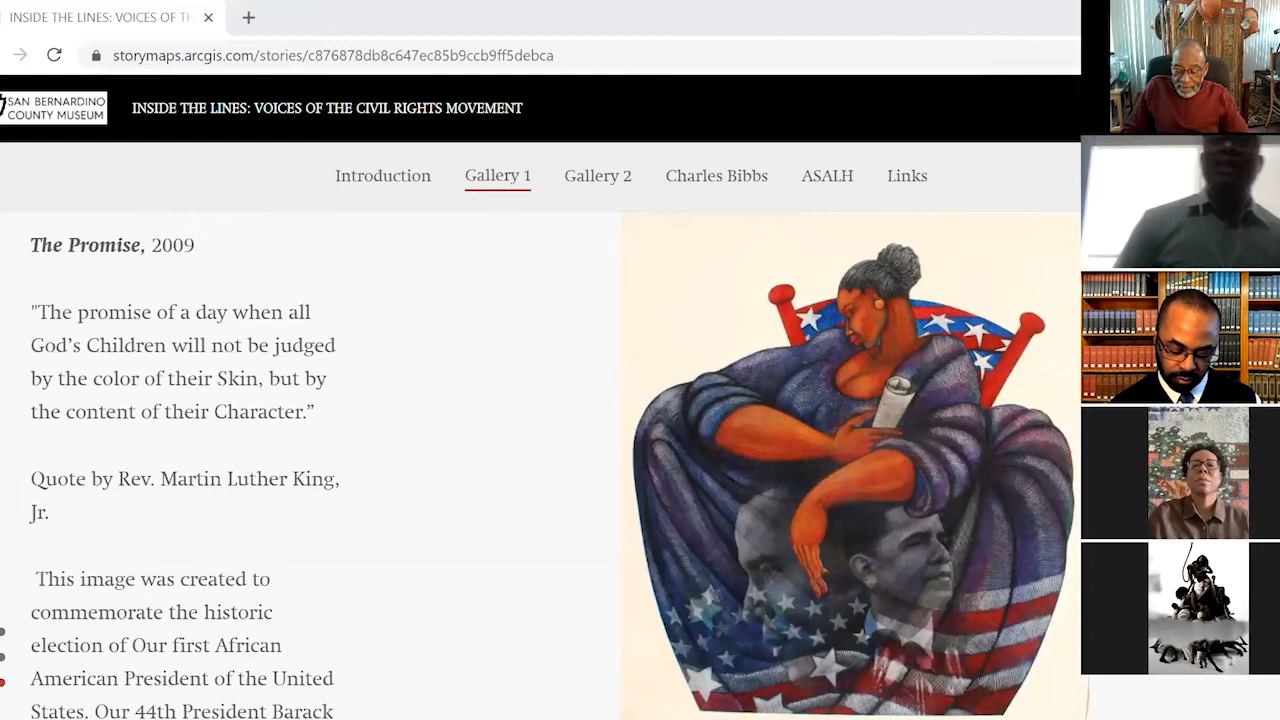 INSIDE THE LINES: VOICES OF TH
storymaps.arcgis.com/stories/c876878db8c647ec85b9ccb9ff5debca
SAN BERNARDINO
COUNTY MUSEUM
INSIDE THE LINES: VOICES OF THE CIVIL RIGHTS MOVEMENT
Introduction Gallery 1 Gallery 2 Charles Bibbs ASALH Links
The Promise, 2009
"The promise of a day when all
God's Children will not be judged
by the color of their Skin, but by
the content of their Character.”
Quote by Rev. Martin Luther King,
Jr.
This image was created to
commemorate the historic
election of Our first African
American President of the United
States. Our 44th President Barack